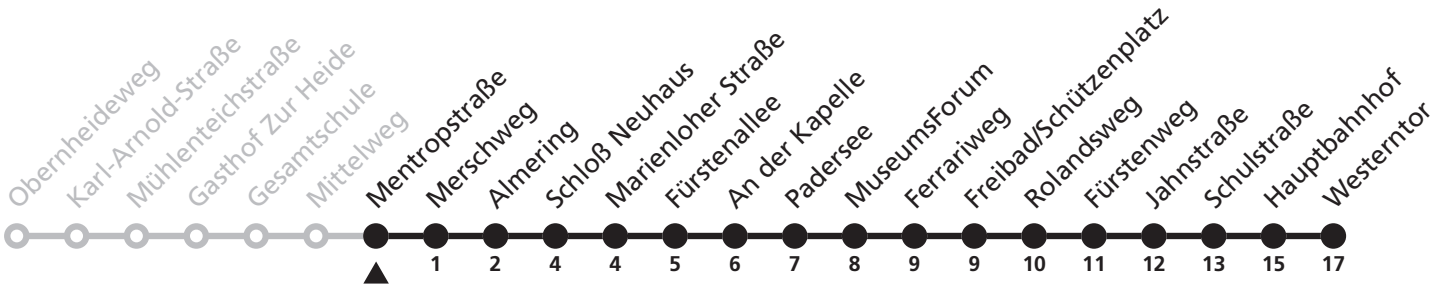 Obernheideweg
Karl-Arnold-Straße
Mühlenteichstraße
Gasthof Zur Heide
Gesamtschule
Mittelweg
Mentropstraße
Merschweg
Almering
Schloß Neuhaus
Marienloher Straße
Fürstenallee
An der Kapelle
Padersee
MuseumsForum
Ferrariweg
Freibad/Schützenplatz
Rolandsweg
Fürstenweg
Jahnstraße
Schulstraße
Hauptbahnhof
Westerntor
1 2 4 4 5 6 7 8 9 9 10 11 12 13 15 17